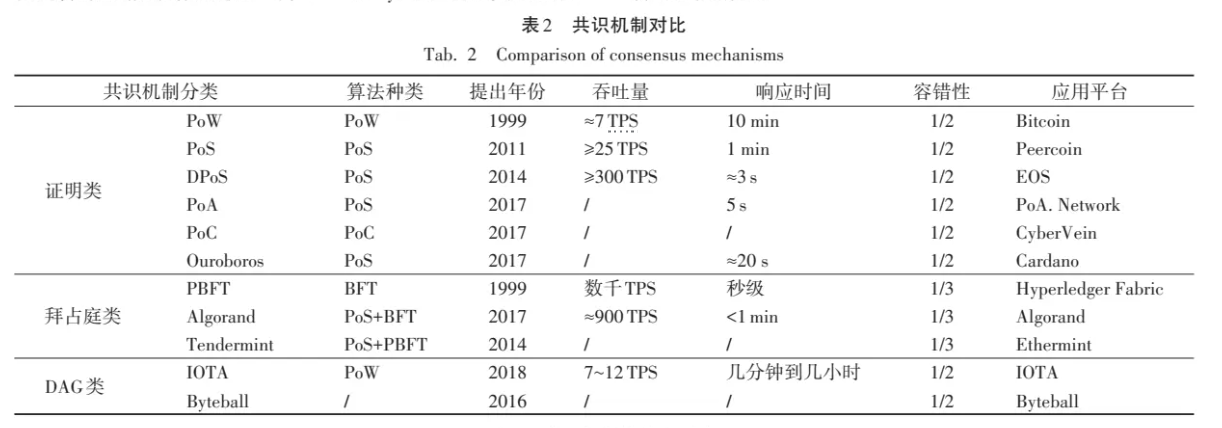 表2 共识机制对比
Tab. 2 Comparison of consensus mechanisms
共识机制分类 算法种类 提出年份 吞吐量 响应时间 容错性 应用平台
PoW PoW 1999 ≈7 TPS 10 min 1/2 Bitcoin
PoS PoS 2011 ⩾25 TPS 1 min 1/2 Peercoin
DPoS PoS 2014 ⩾300 TPS ≈3 s 1/2 EOS
证明类
PoA PoS 2017 / 5 s 1/2 PoA. Network
PoC PoC 2017 / / 1/2 CyberVein
Ouroboros PoS 2017 / ≈20 s 1/2 Cardano
PBFT BFT 1999 数千 TPS 秒级 1/3 Hyperledger Fabric
拜占庭类 Algorand PoS+BFT 2017 ≈900 TPS <1 min 1/3 Algorand
Tendermint PoS+PBFT 2014 / / 1/3 Ethermint
IOTA PoW 2018 7~12 TPS 几分钟到几小时 1/2 IOTA
DAG类
Byteball / 2016 / / 1/2 Byteball